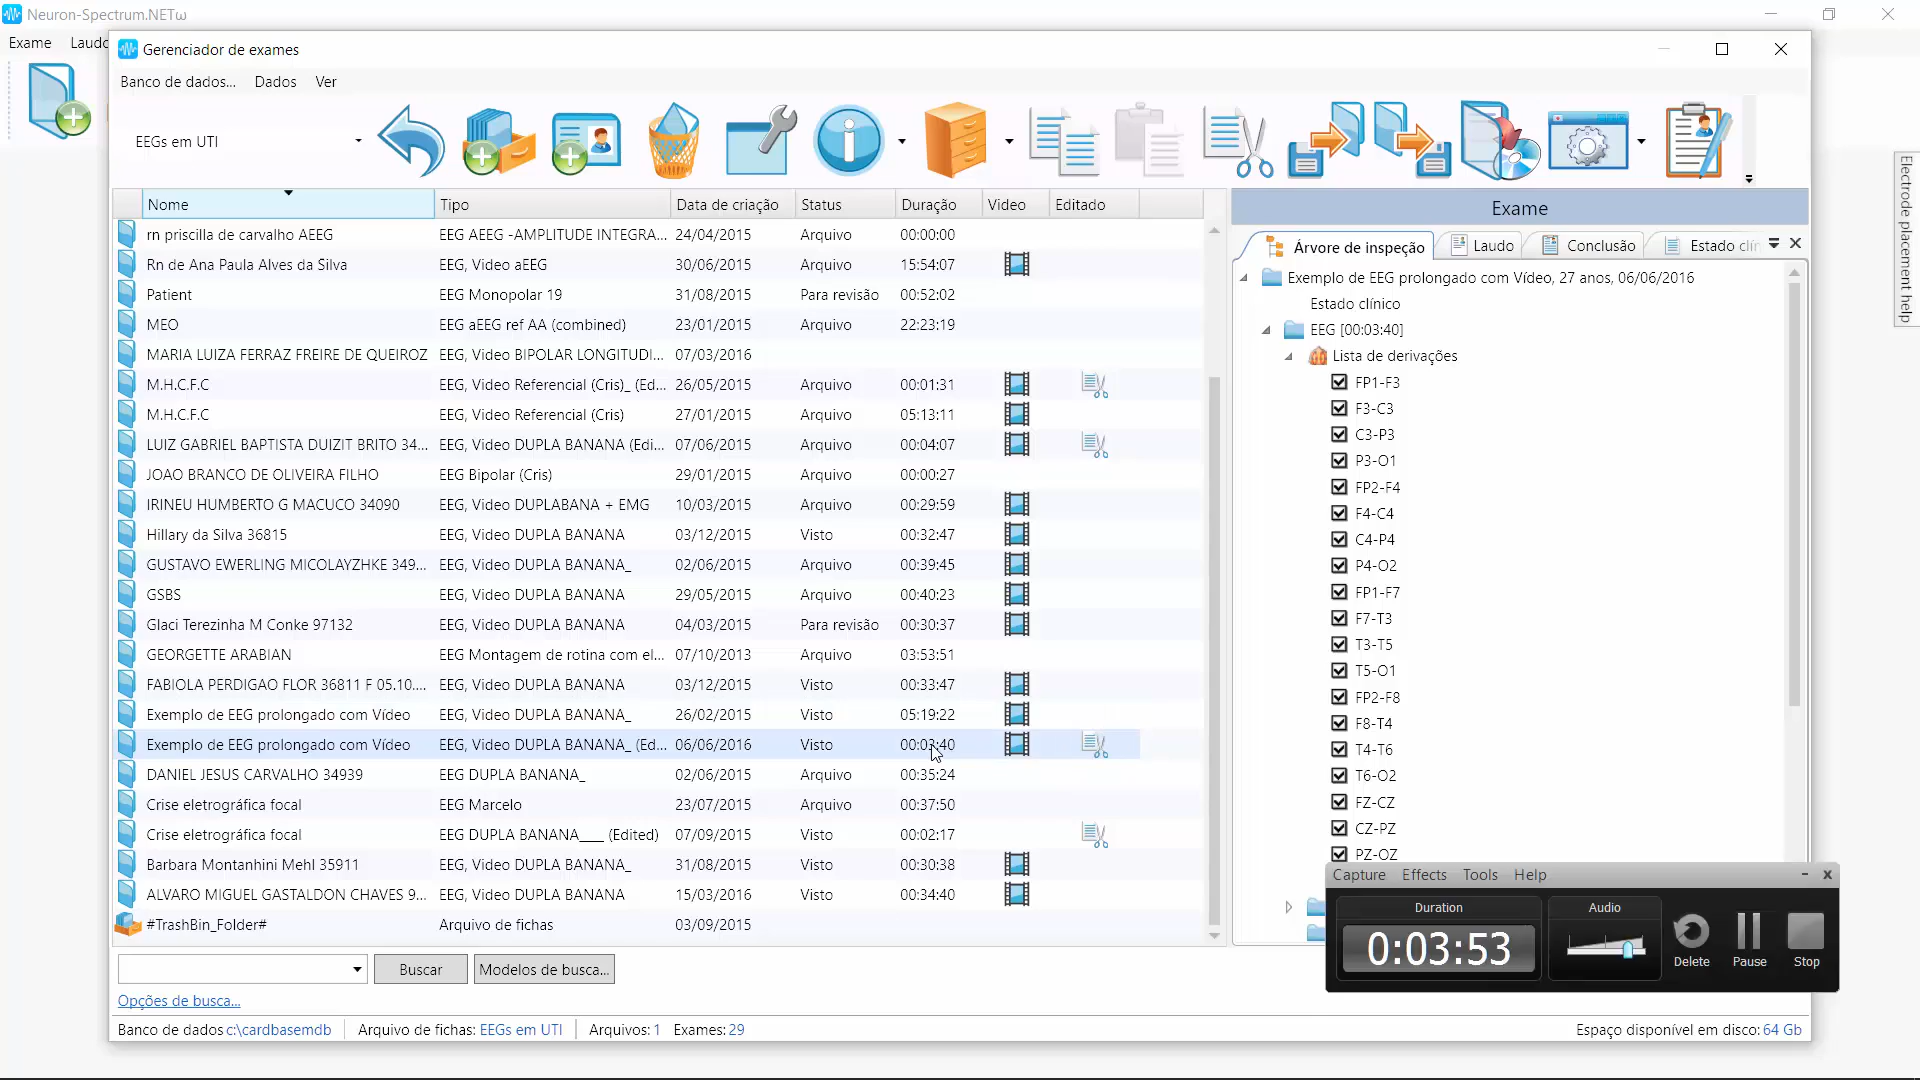 Neuron-Spectrum.NETω
Exame Laudo
Gerenciador de exames
Banco de dados... Dados Ver
EEGs em UTI
Nome Tipo Data de criação Status Duração Video Editado
rn priscilla de carvalho AEEG EEG AEEG -AMPLITUDE INTEGRA... 24/04/2015 Arquivo 00:00:00
Rn de Ana Paula Alves da Silva EEG, Video aEEG 30/06/2015 Arquivo 15:54:07
Patient EEG Monopolar 19 31/08/2015 Para revisão 00:52:02
MEO EEG aEEG ref AA (combined) 23/01/2015 Arquivo 22:23:19
MARIA LUIZA FERRAZ FREIRE DE QUEIROZ EEG, Video BIPOLAR LONGITUDI... 07/03/2016
M.H.C.F.C EEG, Video Referencial (Cris)_ (Ed... 26/05/2015 Arquivo 00:01:31
M.H.C.F.C EEG, Video Referencial (Cris) 27/01/2015 Arquivo 05:13:11
LUIZ GABRIEL BAPTISTA DUIZIT BRITO 34... EEG, Video DUPLA BANANA (Edi... 07/06/2015 Arquivo 00:04:07
JOAO BRANCO DE OLIVEIRA FILHO EEG Bipolar (Cris) 29/01/2015 Arquivo 00:00:27
IRINEU HUMBERTO G MACUCO 34090 EEG, Video DUPLABANA + EMG 10/03/2015 Arquivo 00:29:59
Hillary da Silva 36815 EEG, Video DUPLA BANANA 03/12/2015 Visto 00:32:47
GUSTAVO EWERLING MICOLAYZHKE 349... EEG, Video DUPLA BANANA_ 02/06/2015 Arquivo 00:39:45
GSBS EEG, Video DUPLA BANANA 29/05/2015 Arquivo 00:40:23
Glaci Terezinha M Conke 97132 EEG, Video DUPLA BANANA 04/03/2015 Para revisão 00:30:37
GEORGETTE ARABIAN EEG Montagem de rotina com el... 07/10/2013 Arquivo 03:53:51
FABIOLA PERDIGAO FLOR 36811 F 05.10.... EEG, Video DUPLA BANANA 03/12/2015 Visto 00:33:47
Exemplo de EEG prolongado com Vídeo EEG, Video DUPLA BANANA_ 26/02/2015 Visto 05:19:22
Exemplo de EEG prolongado com Vídeo EEG, Video DUPLA BANANA_ (Ed... 06/06/2016 Visto 00:03:40
DANIEL JESUS CARVALHO 34939 EEG DUPLA BANANA_ 02/06/2015 Arquivo 00:35:24
Crise eletrográfica focal EEG Marcelo 23/07/2015 Arquivo 00:37:50
Crise eletrográfica focal EEG DUPLA BANANA____ (Edited) 07/09/2015 Visto 00:02:17
Barbara Montanhini Mehl 35911 EEG, Video DUPLA BANANA_ 31/08/2015 Visto 00:30:38
ALVARO MIGUEL GASTALDON CHAVES 9... EEG, Video DUPLA BANANA 15/03/2016 Visto 00:34:40
#TrashBin_Folder# Arquivo de fichas 03/09/2015
Buscar Modelos de busca...
Opções de busca...
Banco de dados c:\cardbasemdb Arquivo de fichas: EEGs em UTI Arquivos: 1 Exames: 29 Espaço disponível em disco: 64 Gb
Exame
Árvore de inspeção Laudo Conclusão Estado clín
Exemplo de EEG prolongado com Vídeo, 27 anos, 06/06/2016
Estado clínico
EEG [00:03:40]
Lista de derivações
FP1-F3
F3-C3
C3-P3
P3-O1
FP2-F4
F4-C4
C4-P4
P4-O2
FP1-F7
F7-T3
T3-T5
T5-O1
FP2-F8
F8-T4
T4-T6
T6-O2
FZ-CZ
CZ-PZ
PZ-OZ
Capture Effects Tools Help
Duration Audio
0:03:53
Delete Pause Stop
Electrode placement help